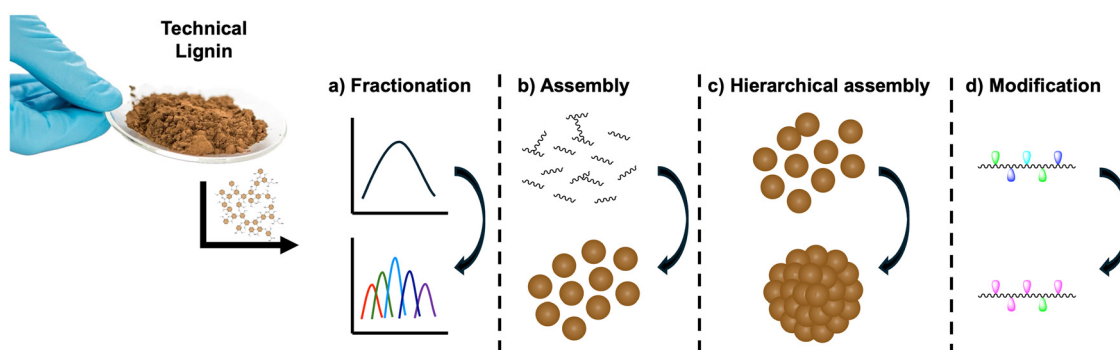 Technical
Lignin
a) Fractionation
b) Assembly
c) Hierarchical assembly
d) Modification